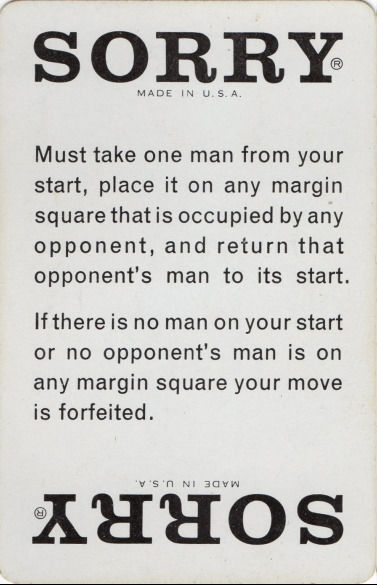 SORRY®
MADE IN U.S.A.
Must take one man from your
start, place it on any margin
square that is occupied by any
opponent, and return that
opponent's man to its start.
If there is no man on your start
or no opponent's man is on
any margin square your move
is forfeited.
MADE IN U.S.A.
SORRY®